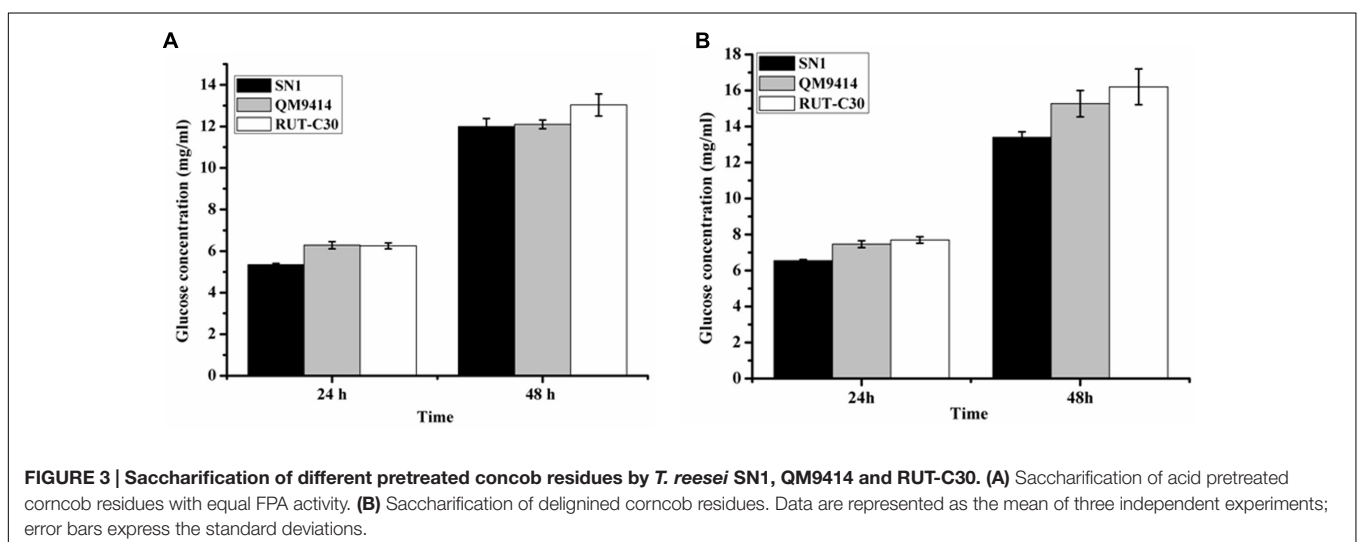 A
SN1
QM9414
RUT-C30
Glucose concentration (mg/ml)
14
12
10
8
6
4
2
0
24 h
48 h
Time
B
SN1
QM9414
RUT-C30
Glucose concentration (mg/ml)
18
16
14
12
10
8
6
4
2
0
24h
48h
Time
FIGURE 3 | Saccharification of different pretreated concob residues by T. reesei SN1, QM9414 and RUT-C30. (A) Saccharification of acid pretreated
corncob residues with equal FPA activity. (B) Saccharification of delignined corncob residues. Data are represented as the mean of three independent experiments;
error bars express the standard deviations.